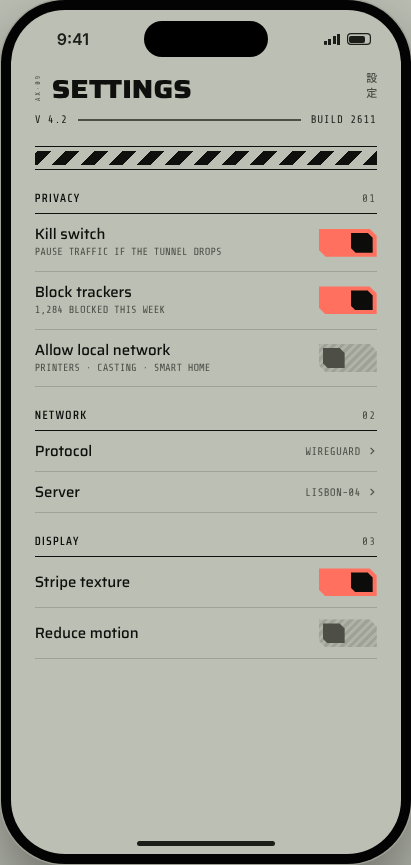 9:41
AX-09
SETTINGS
設定
V 4.2
BUILD 2611
PRIVACY
01
Kill switch
PAUSE TRAFFIC IF THE TUNNEL DROPS
Block trackers
1,284 BLOCKED THIS WEEK
Allow local network
PRINTERS · CASTING · SMART HOME
NETWORK
02
Protocol
WIREGUARD >
Server
LISBON-04 >
DISPLAY
03
Stripe texture
Reduce motion